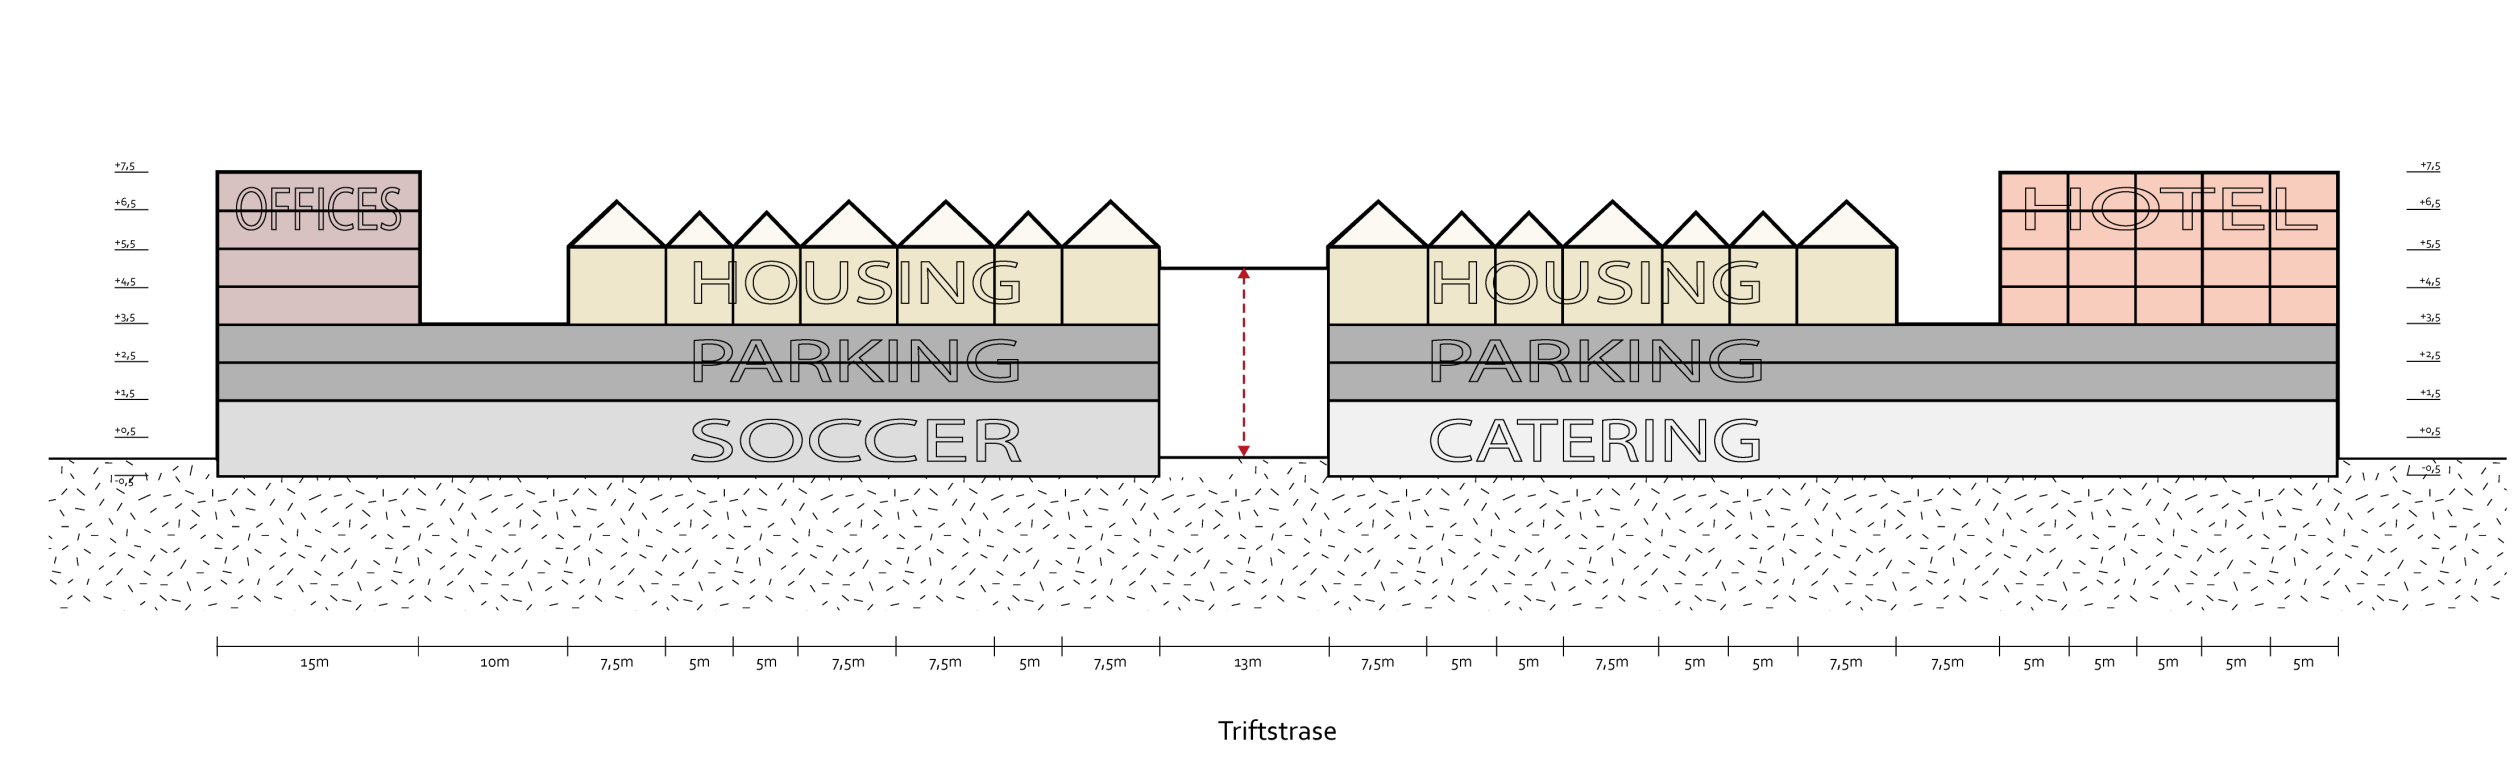 +7,5
+6,5
+5,5
+4,5
+3,5
+2,5
+1,5
+0,5
-0,5
OFFICES
HOUSING
PARKING
SOCCER
HOUSING
PARKING
CATERING
HOTEL
+7,5
+6,5
+5,5
+4,5
+3,5
+2,5
+1,5
+0,5
-0,5
15m 10m 7,5m 5m 5m 7,5m 7,5m 5m 7,5m 13m 7,5m 5m 5m 7,5m 5m 5m 7,5m 7,5m 5m 5m 5m 5m 5m
Triftstrase